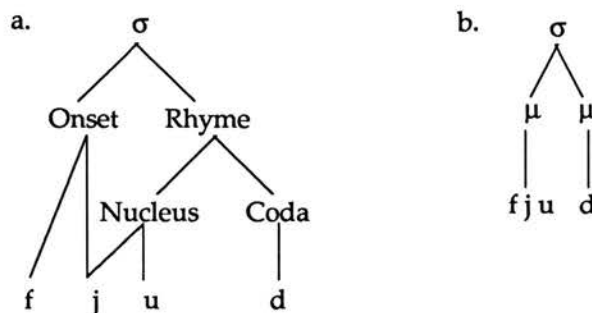 a. σ b. σ
Onset Rhyme μ μ
Nucleus Coda f j u d
f j u d